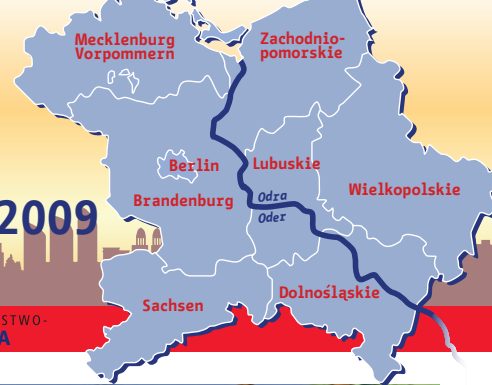 Mecklenburg
Vorpommern
Zachodnio-
pomorskie
Berlin
Lubuskie
Brandenburg
Wielkopolskie
Odra
Oder
2009
Sachsen
Dolnośląskie
STWO-
A